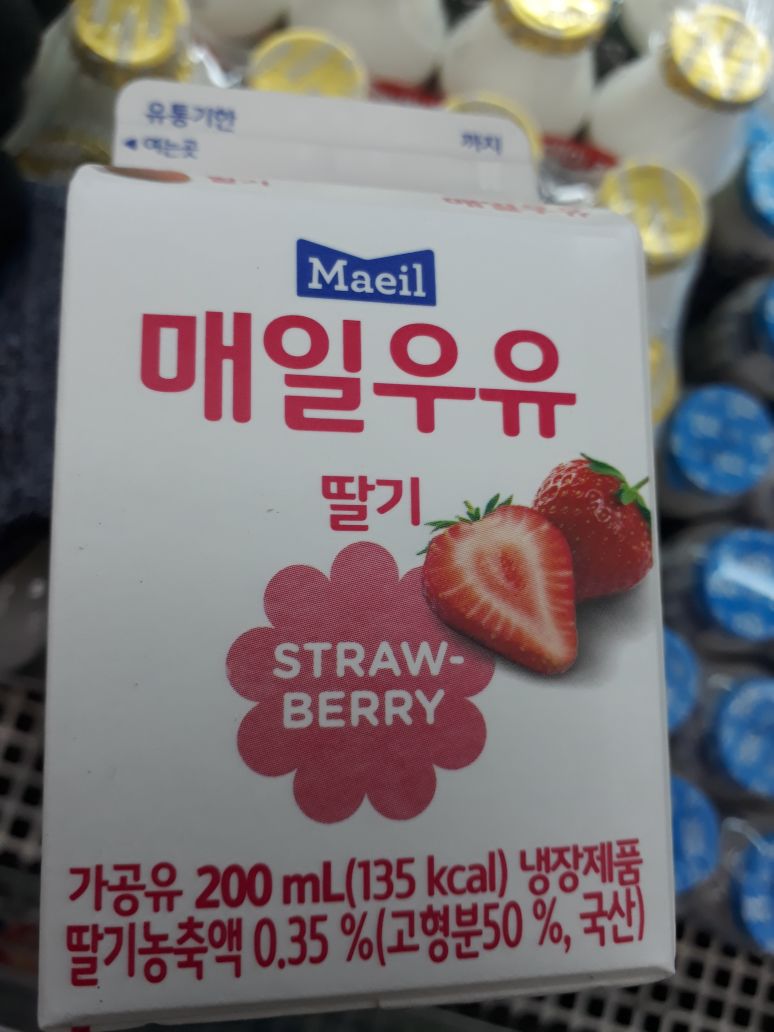 유통기한
◀ 여는곳 까지
Maeil
매일우유
딸기
STRAW-
BERRY
가공유 200 mL(135 kcal) 냉장제품
딸기농축액 0.35 %(고형분50 %, 국산)